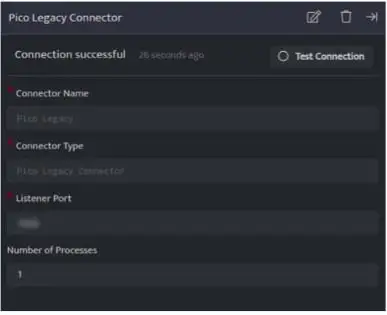 Pico Legacy Connector
Connection successful 26 seconds ago Test Connection
* Connector Name
Pico Legacy
* Connector Type
Pico Legacy Connector
* Listener Port
Number of Processes
1